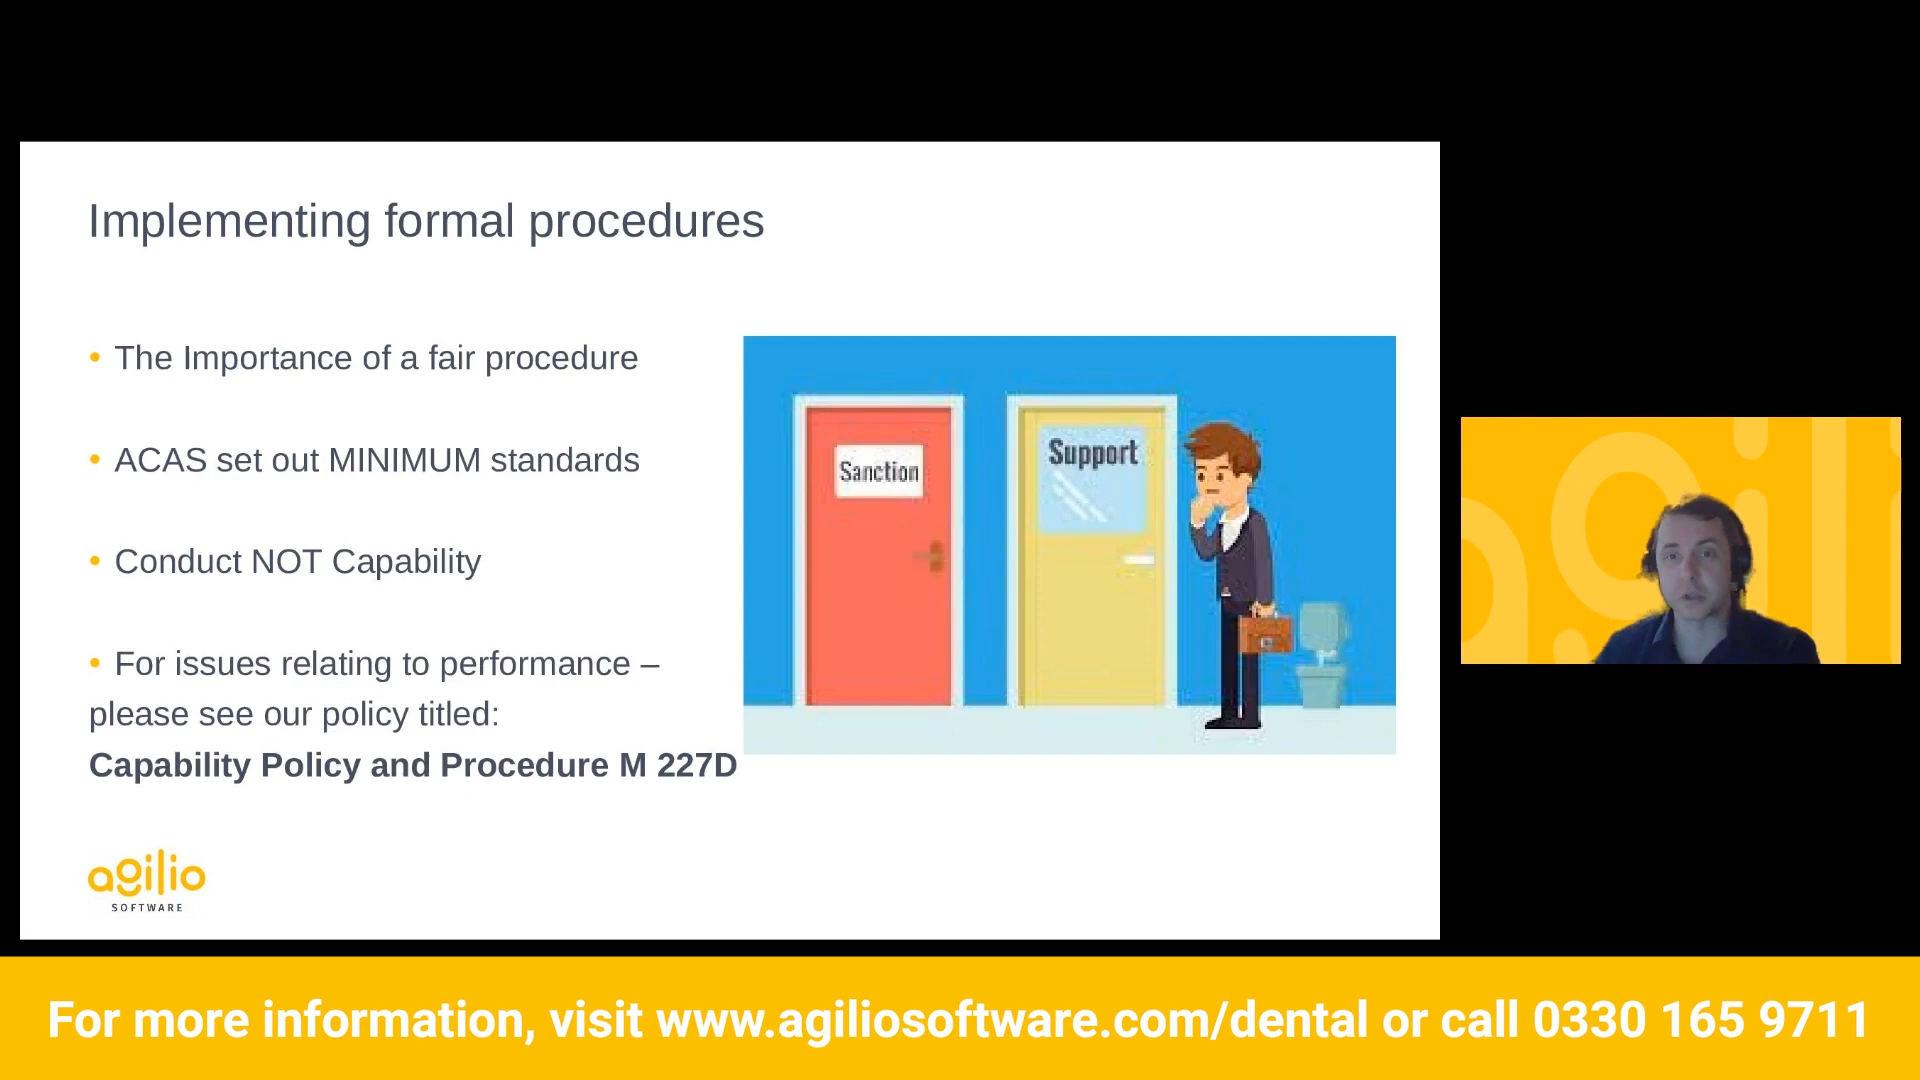 Implementing formal procedures
• The Importance of a fair procedure
• ACAS set out MINIMUM standards
• Conduct NOT Capability
• For issues relating to performance –
please see our policy titled:
Capability Policy and Procedure M 227D
Sanction
Support
agilio
SOFTWARE
agili
For more information, visit www.agiliosoftware.com/dental or call 0330 165 9711